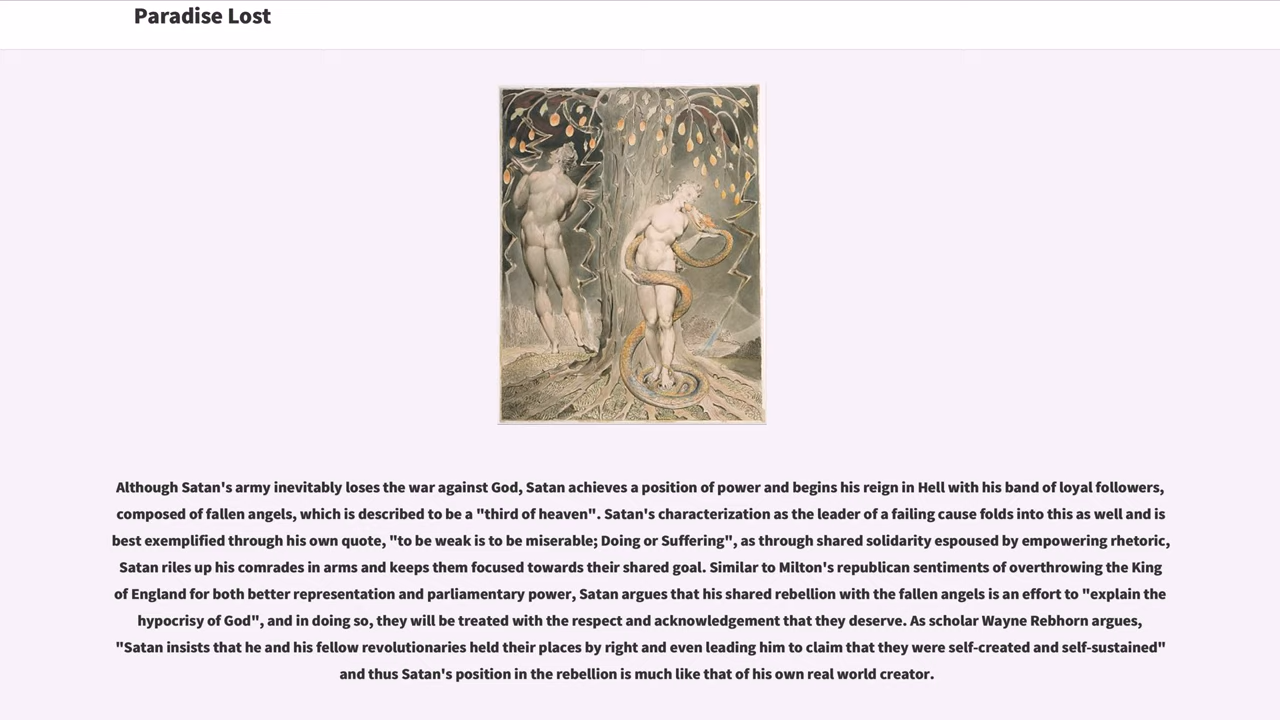 Paradise Lost
Although Satan's army inevitably loses the war against God, Satan achieves a position of power and begins his reign in Hell with his band of loyal followers,
composed of fallen angels, which is described to be a "third of heaven". Satan's characterization as the leader of a failing cause folds into this as well and is
best exemplified through his own quote, "to be weak is to be miserable; Doing or Suffering", as through shared solidarity espoused by empowering rhetoric,
Satan riles up his comrades in arms and keeps them focused towards their shared goal. Similar to Milton's republican sentiments of overthrowing the King
of England for both better representation and parliamentary power, Satan argues that his shared rebellion with the fallen angels is an effort to "explain the
hypocrisy of God", and in doing so, they will be treated with the respect and acknowledgement that they deserve. As scholar Wayne Rebhorn argues,
"Satan insists that he and his fellow revolutionaries held their places by right and even leading him to claim that they were self-created and self-sustained"
and thus Satan's position in the rebellion is much like that of his own real world creator.